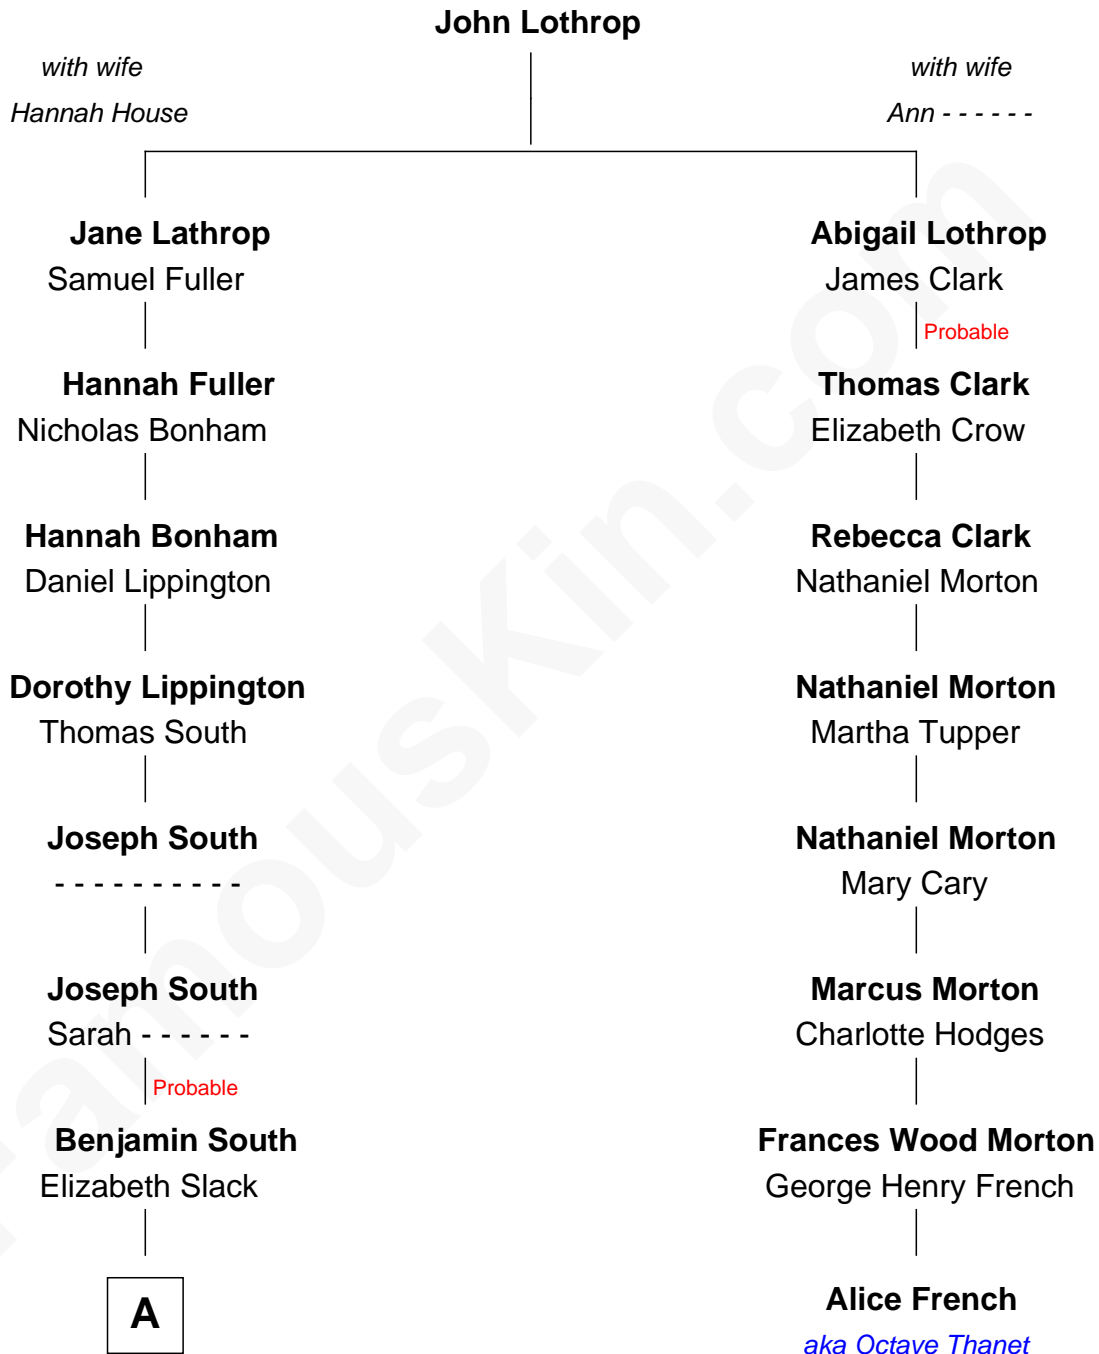 John Lothrop
with wife
Hannah House
with wife
Ann - - - - - -
Jane Lathrop
Samuel Fuller
Abigail Lothrop
James Clark
Probable
Hannah Fuller
Nicholas Bonham
Thomas Clark
Elizabeth Crow
Hannah Bonham
Daniel Lippington
Rebecca Clark
Nathaniel Morton
Dorothy Lippington
Thomas South
Nathaniel Morton
Martha Tupper
Joseph South
- - - - - - - - - -
Nathaniel Morton
Mary Cary
Joseph South
Sarah - - - - - -
Probable
Marcus Morton
Charlotte Hodges
Benjamin South
Elizabeth Slack
Frances Wood Morton
George Henry French
A
Alice French
aka Octave Thanet
FamousKin.com